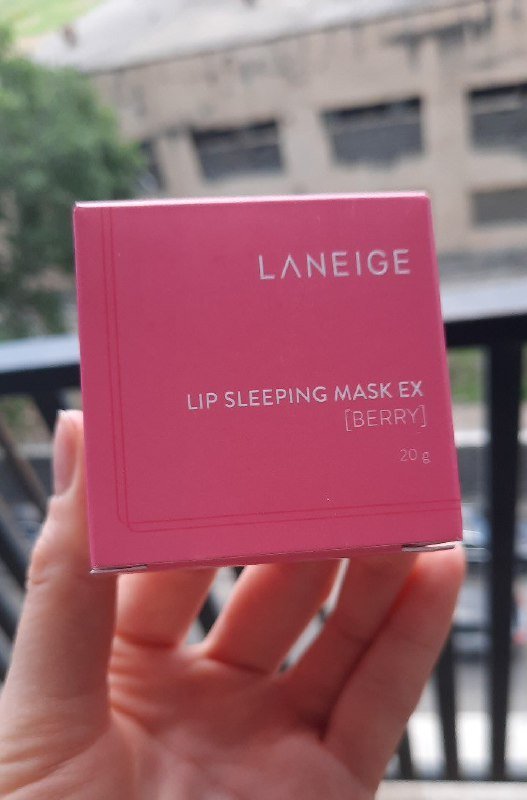 LANEIGE
LIP SLEEPING MASK EX
[BERRY]
20 g